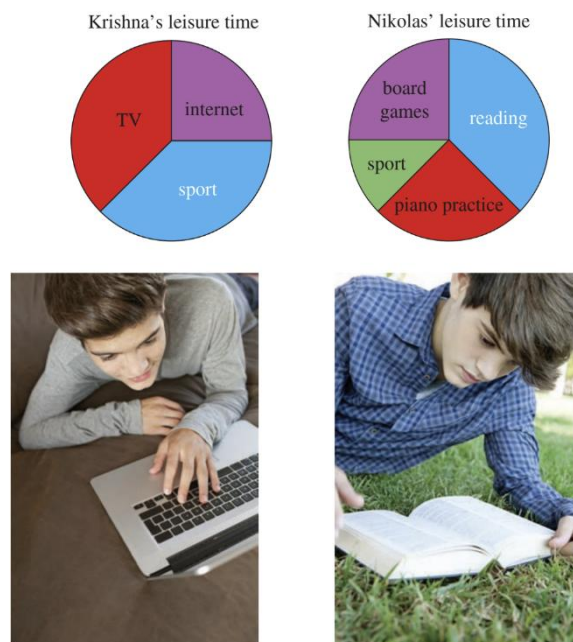 Krishna's leisure time
TV
internet
sport
Nikolas' leisure time
board
games
reading
sport
piano practice